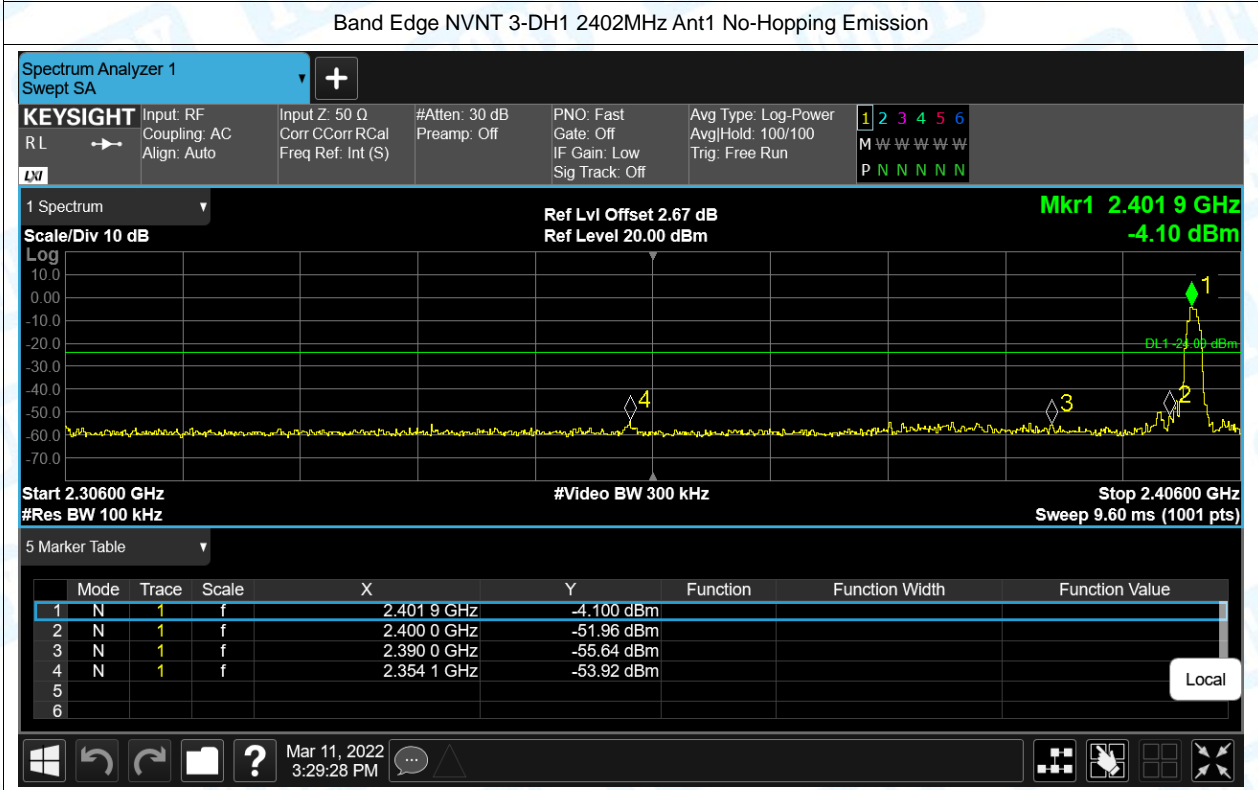 Band Edge NVNT 3-DH1 2402MHz Ant1 No-Hopping Emission
Spectrum Analyzer 1
Swept SA
+
KEYSIGHT Input: RF Input Z: 50 Ω #Atten: 30 dB PNO: Fast Avg Type: Log-Power 1 2 3 4 5 6
RL Coupling: AC Corr CCorr RCal Preamp: Off Gate: Off Avg|Hold: 100/100 M W W W W W
Align: Auto Freq Ref: Int (S) IF Gain: Low Trig: Free Run
LXI Sig Track: Off P N N N N N
1 Spectrum Ref Lvl Offset 2.67 dB Mkr1 2.401 9 GHz
Scale/Div 10 dB Ref Level 20.00 dBm -4.10 dBm
Log
10.0
1
0.00
-10.0
-20.0 DL1 -24.09 dBm
-30.0
-40.0
4 3 2
-50.0
-60.0
-70.0
Start 2.30600 GHz #Video BW 300 kHz Stop 2.40600 GHz
#Res BW 100 kHz Sweep 9.60 ms (1001 pts)
5 Marker Table
Mode Trace Scale X Y Function Function Width Function Value
1 N 1 f 2.401 9 GHz -4.100 dBm
2 N 1 f 2.400 0 GHz -51.96 dBm
3 N 1 f 2.390 0 GHz -55.64 dBm
4 N 1 f 2.354 1 GHz -53.92 dBm
5
6
Local
? Mar 11, 2022
3:29:28 PM